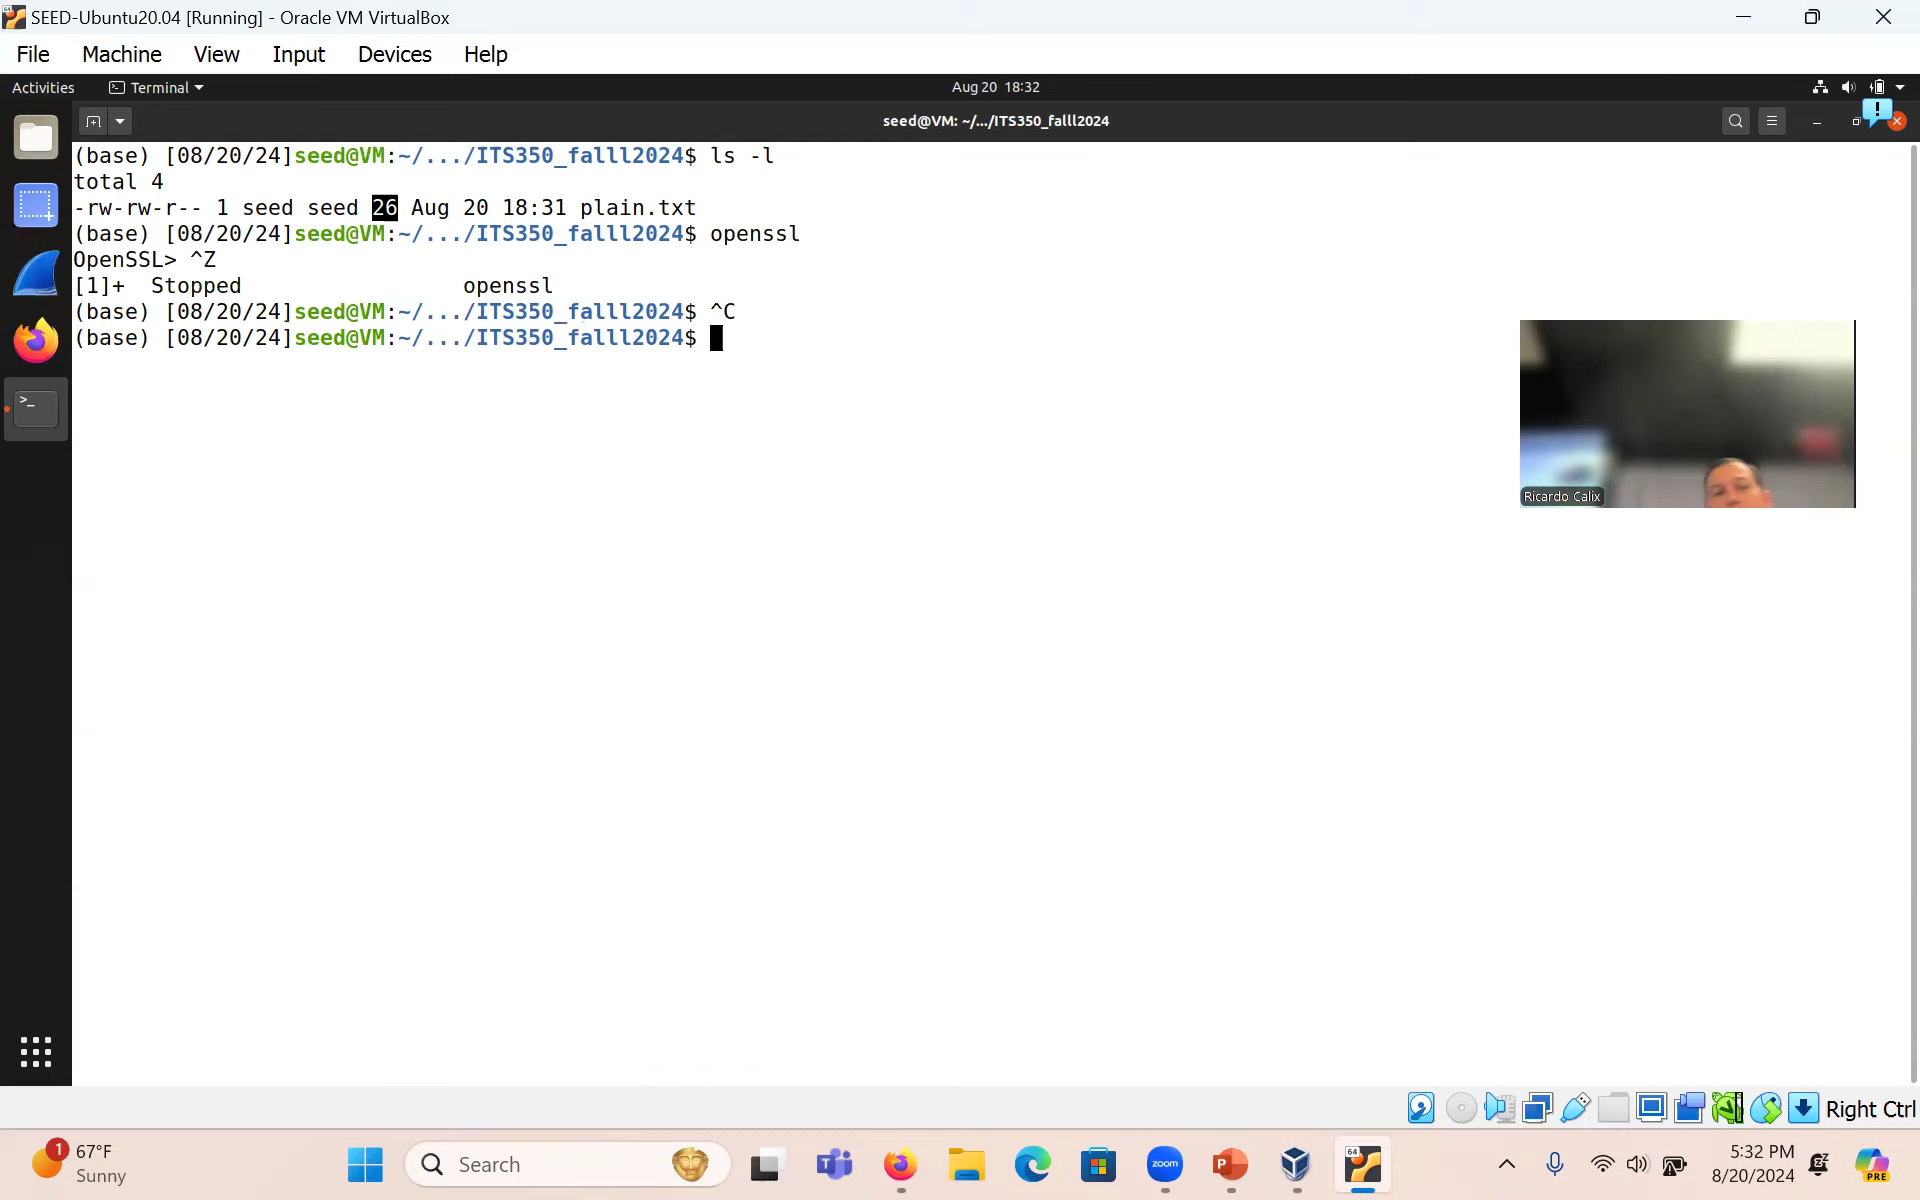 SEED-Ubuntu20.04 [Running] - Oracle VM VirtualBox
File Machine View Input Devices Help
Activities Terminal Aug 20 18:32
seed@VM: ~/.../ITS350_falll2024
(base) [08/20/24]seed@VM:~/.../ITS350_falll2024$ ls -l
total 4
-rw-rw-r-- 1 seed seed 26 Aug 20 18:31 plain.txt
(base) [08/20/24]seed@VM:~/.../ITS350_falll2024$ openssl
OpenSSL> ^Z
[1]+  Stopped                 openssl
(base) [08/20/24]seed@VM:~/.../ITS350_falll2024$ ^C
(base) [08/20/24]seed@VM:~/.../ITS350_falll2024$
Ricardo Calix
Right Ctrl
1
67°F
Sunny
Search
zoom
64
5:32 PM
8/20/2024
PRE